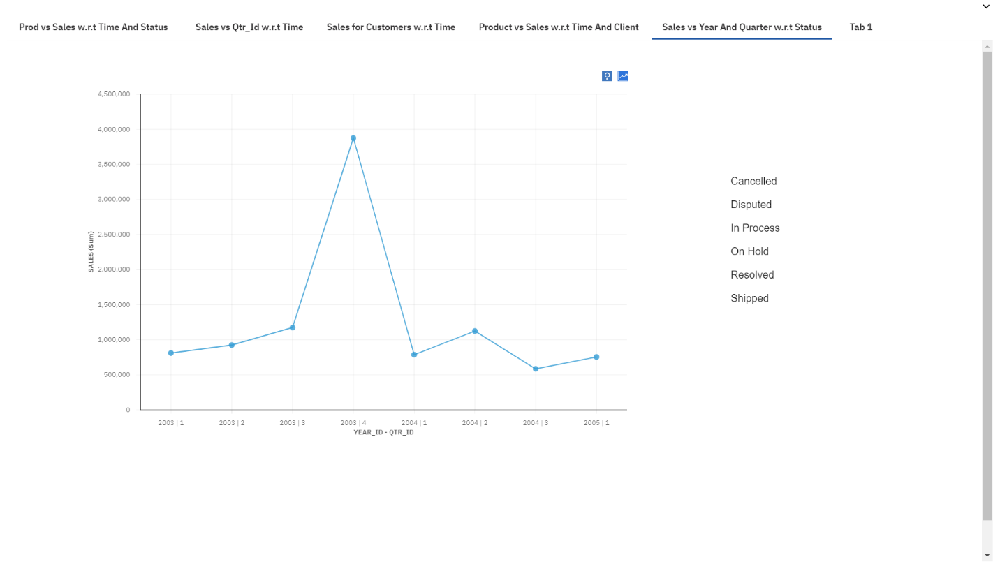 Prod vs Sales w.r.t Time And Status
Sales vs Qtr_Id w.r.t Time
Sales for Customers w.r.t Time
Product vs Sales w.r.t Time And Client
Sales vs Year And Quarter w.r.t Status
Tab 1
4,500,000
4,000,000
3,500,000
3,000,000
2,500,000
2,000,000
1,500,000
1,000,000
500,000
0
SALES (Sum)
2003 | 1
2003 | 2
2003 | 3
2003 | 4
2004 | 1
2004 | 2
2004 | 3
2005 | 1
YEAR_ID - QTR_ID
Cancelled
Disputed
In Process
On Hold
Resolved
Shipped